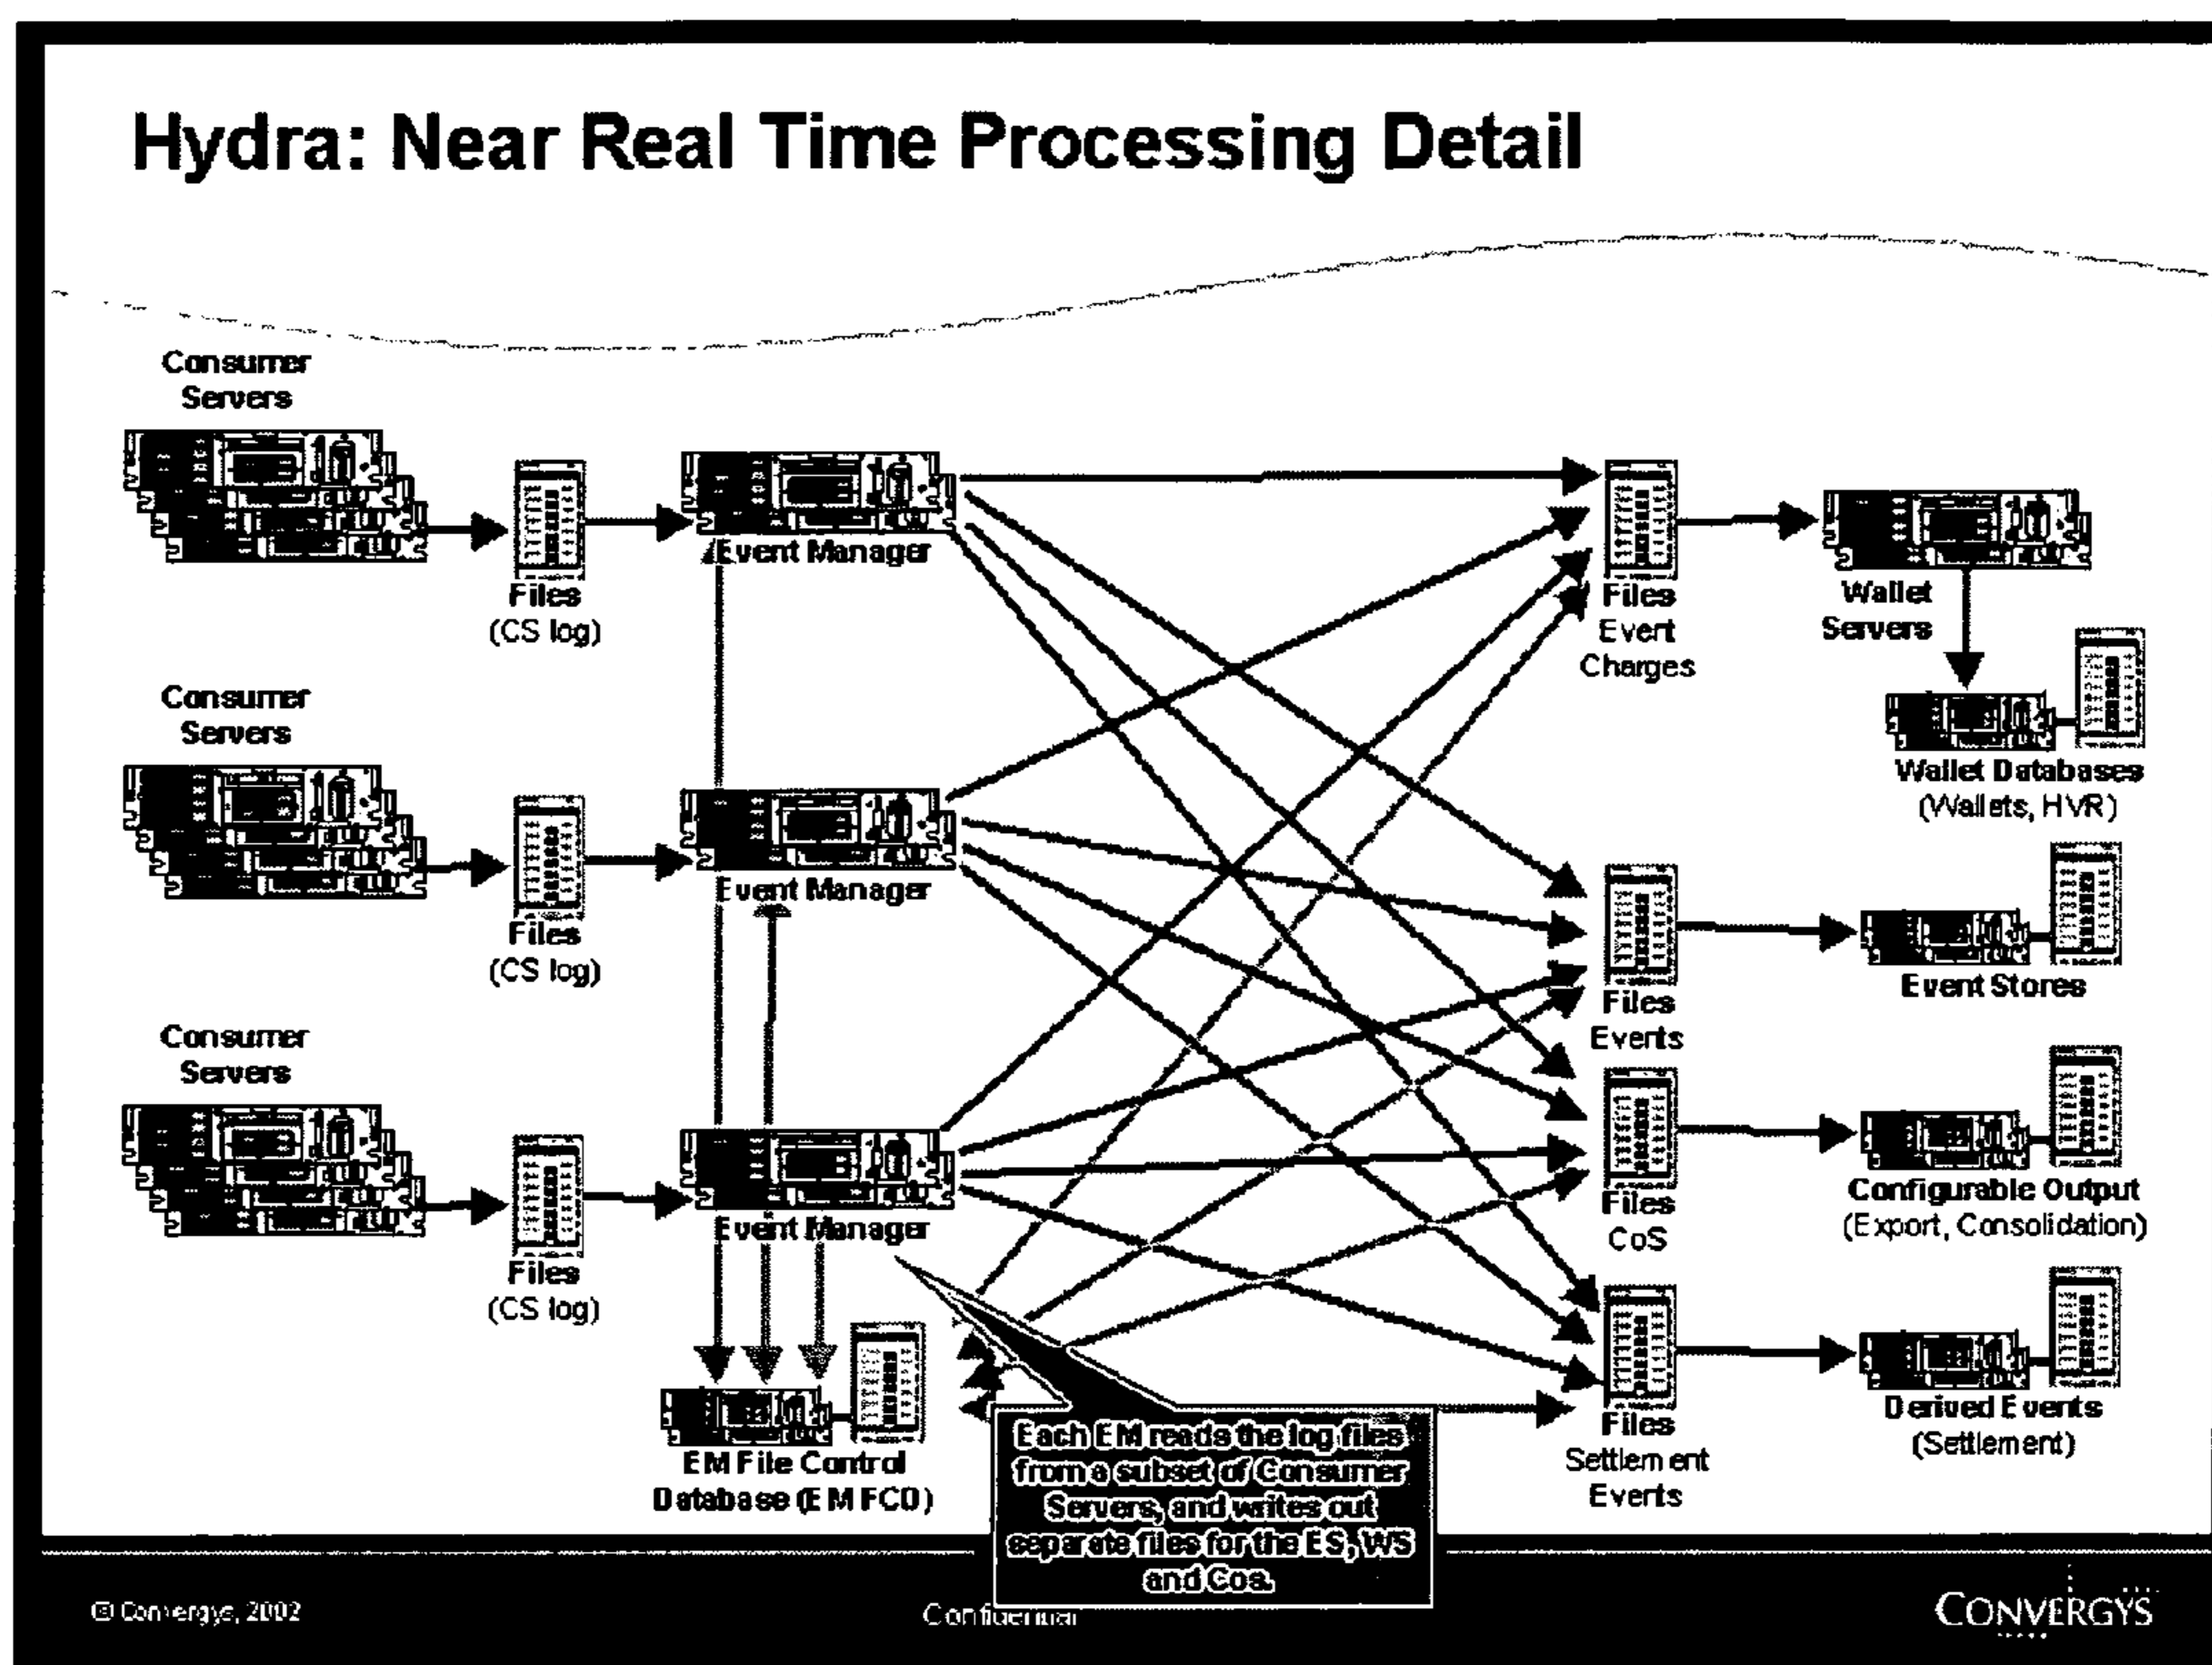 Hydra: Near Real Time Processing Detail
Consumer
Servers
Files
(CS log)
Event Manager
Files
Event
Charges
Wallet
Servers
Wallet Databases
(Wallets, HVR)
Consumer
Servers
Files
(CS log)
Event Manager
Files
Events
Event Stores
Consumer
Servers
Files
(CS log)
Event Manager
Files
CoS
Configurable Output
(Export, Consolidation)
EM File Control
Database (EMFCD)
Files
Settlement
Events
Derived Events
(Settlement)
Each EM reads the log files
from a subset of Consumer
Servers, and writes out
separate files for the ES, WS
and Cos.
© Convergys, 2002
Confidential
CONVERGYS